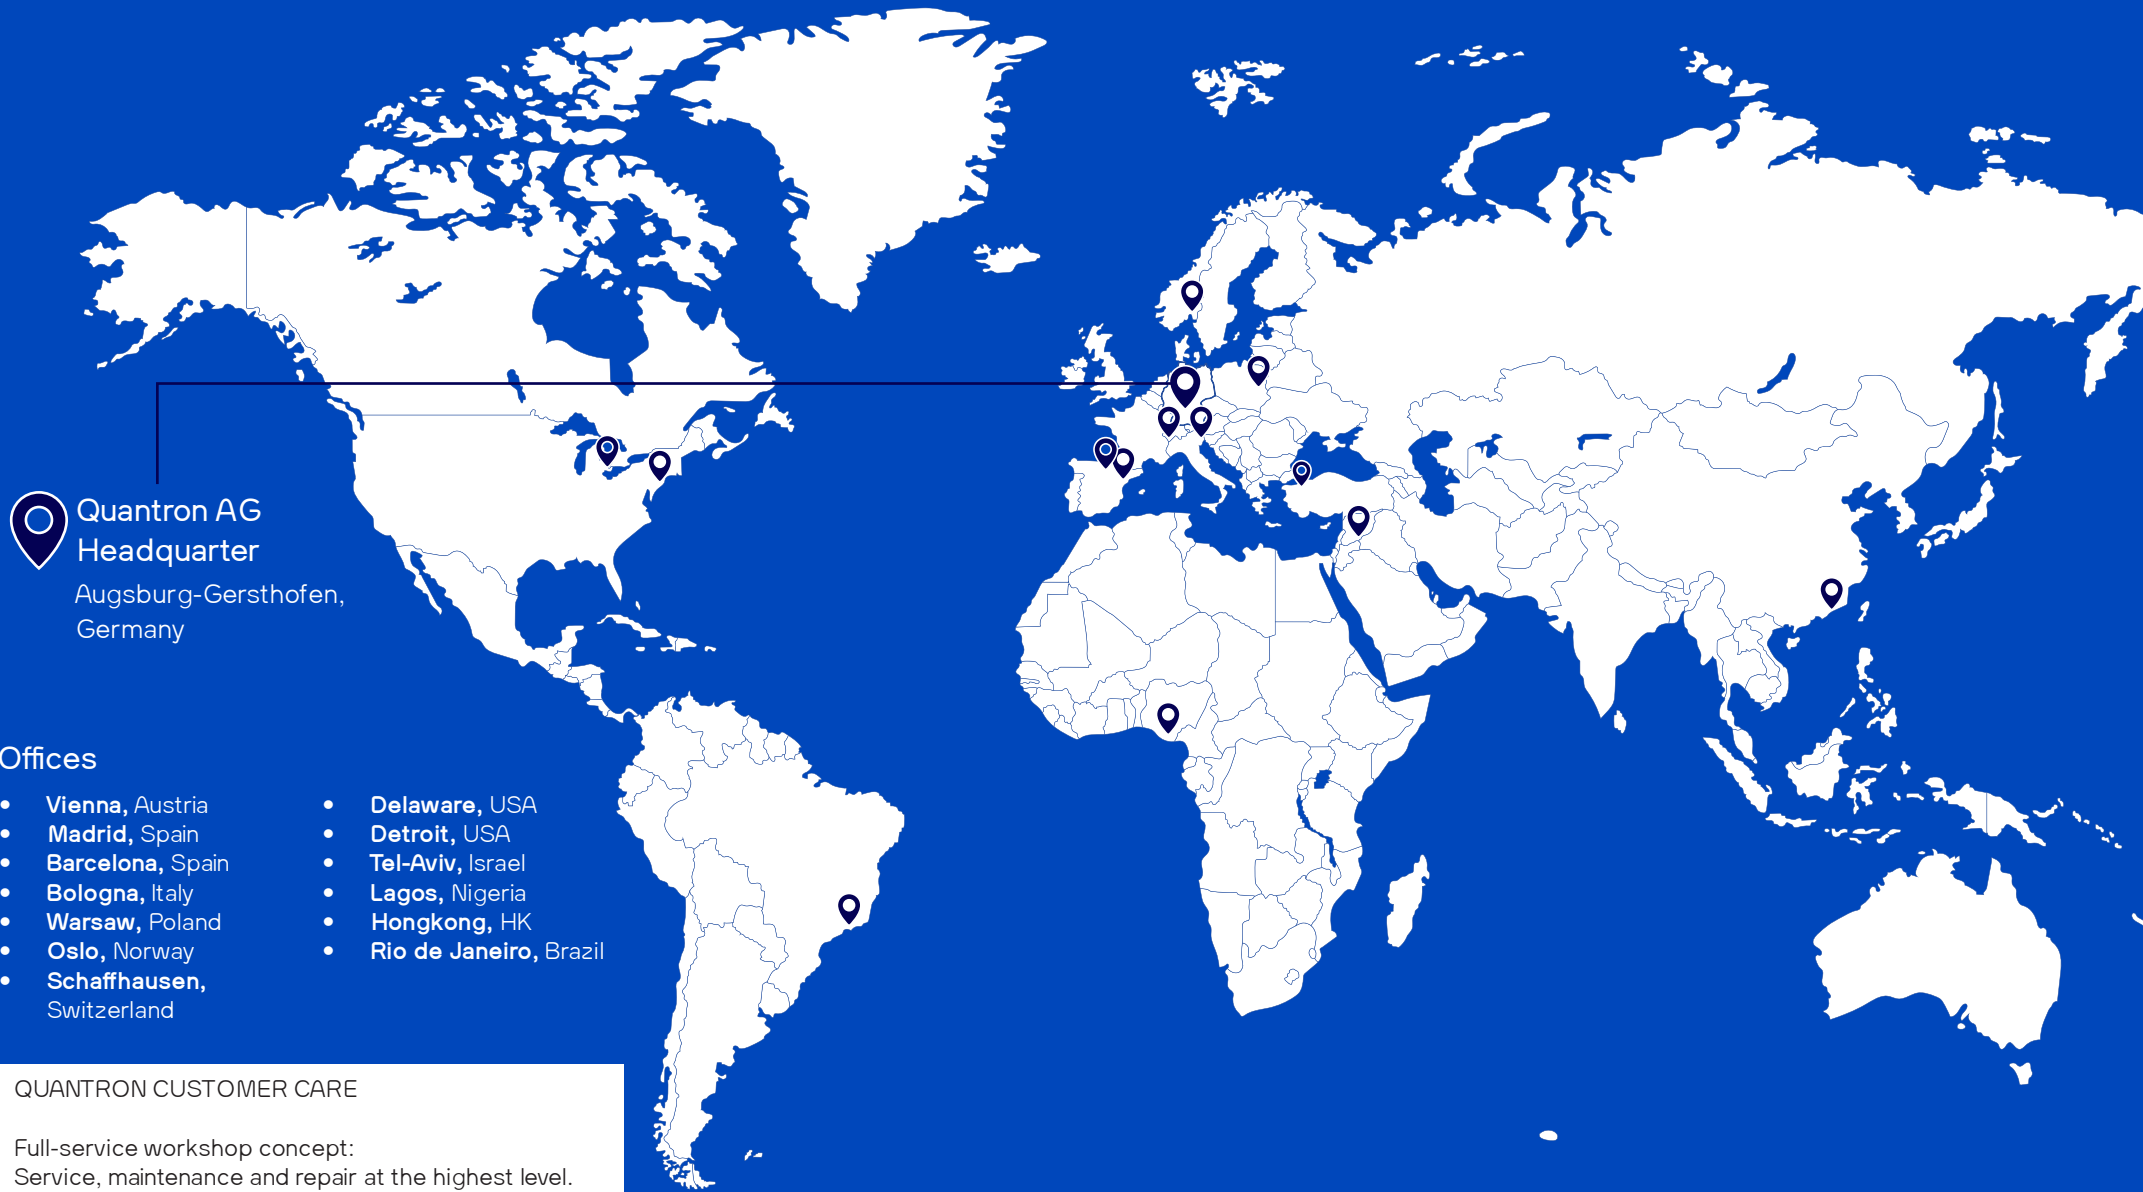 Quantron AG
Headquarter
Augsburg-Gersthofen,
Germany
Offices
• Vienna, Austria
• Madrid, Spain
• Barcelona, Spain
• Bologna, Italy
• Warsaw, Poland
• Oslo, Norway
• Schaffhausen,
Switzerland
• Delaware, USA
• Detroit, USA
• Tel-Aviv, Israel
• Lagos, Nigeria
• Hongkong, HK
• Rio de Janeiro, Brazil
QUANTRON CUSTOMER CARE
Full-service workshop concept:
Service, maintenance and repair at the highest level.